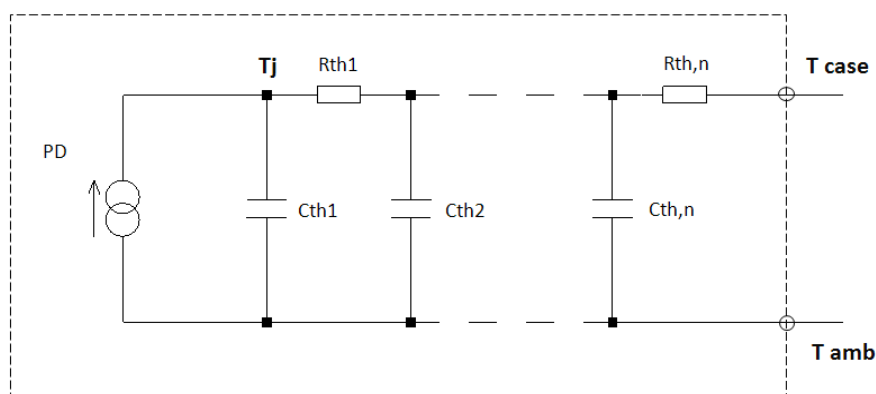 Tj
Rth1
Rth,n
T case
PD
Cth1
Cth2
Cth,n
T amb